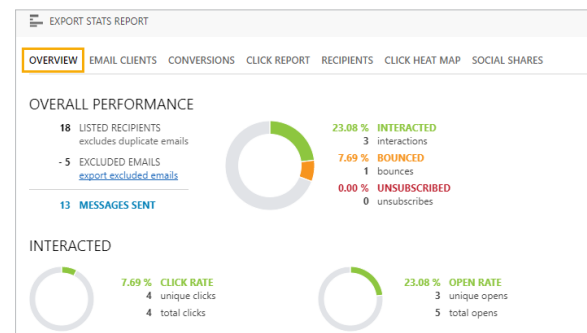 EXPORT STATS REPORT
OVERVIEW EMAIL CLIENTS CONVERSIONS CLICK REPORT RECIPIENTS CLICK HEAT MAP SOCIAL SHARES
OVERALL PERFORMANCE
18 LISTED RECIPIENTS
excludes duplicate emails
- 5 EXCLUDED EMAILS
export excluded emails
13 MESSAGES SENT
23.08 % INTERACTED
3 interactions
7.69 % BOUNCED
1 bounces
0.00 % UNSUBSCRIBED
0 unsubscribes
INTERACTED
7.69 % CLICK RATE
4 unique clicks
4 total clicks
23.08 % OPEN RATE
3 unique opens
5 total opens